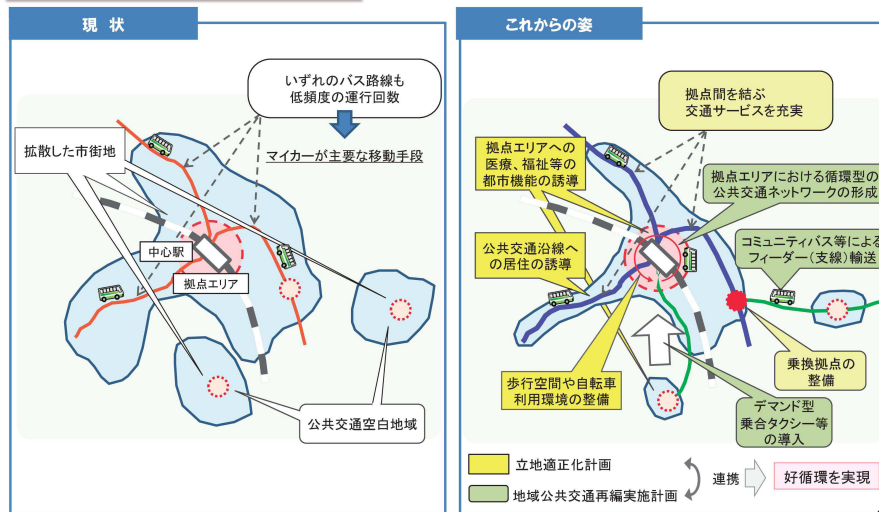 現 状
いずれのバス路線も
低頻度の運行回数
マイカーが主要な移動手段
拡散した市街地
中心駅
拠点エリア
公共交通空白地域
これからの姿
拠点間を結ぶ
交通サービスを充実
拠点エリアへの
医療、福祉等の
都市機能の誘導
拠点エリアにおける循環型の
公共交通ネットワークの形成
公共交通沿線へ
の居住の誘導
コミュニティバス等による
フィーダー(支線)輸送
歩行空間や自転車
利用環境の整備
乗換拠点の
整備
デマンド型
乗合タクシー等
の導入
立地適正化計画
地域公共交通再編実施計画
連携
好循環を実現